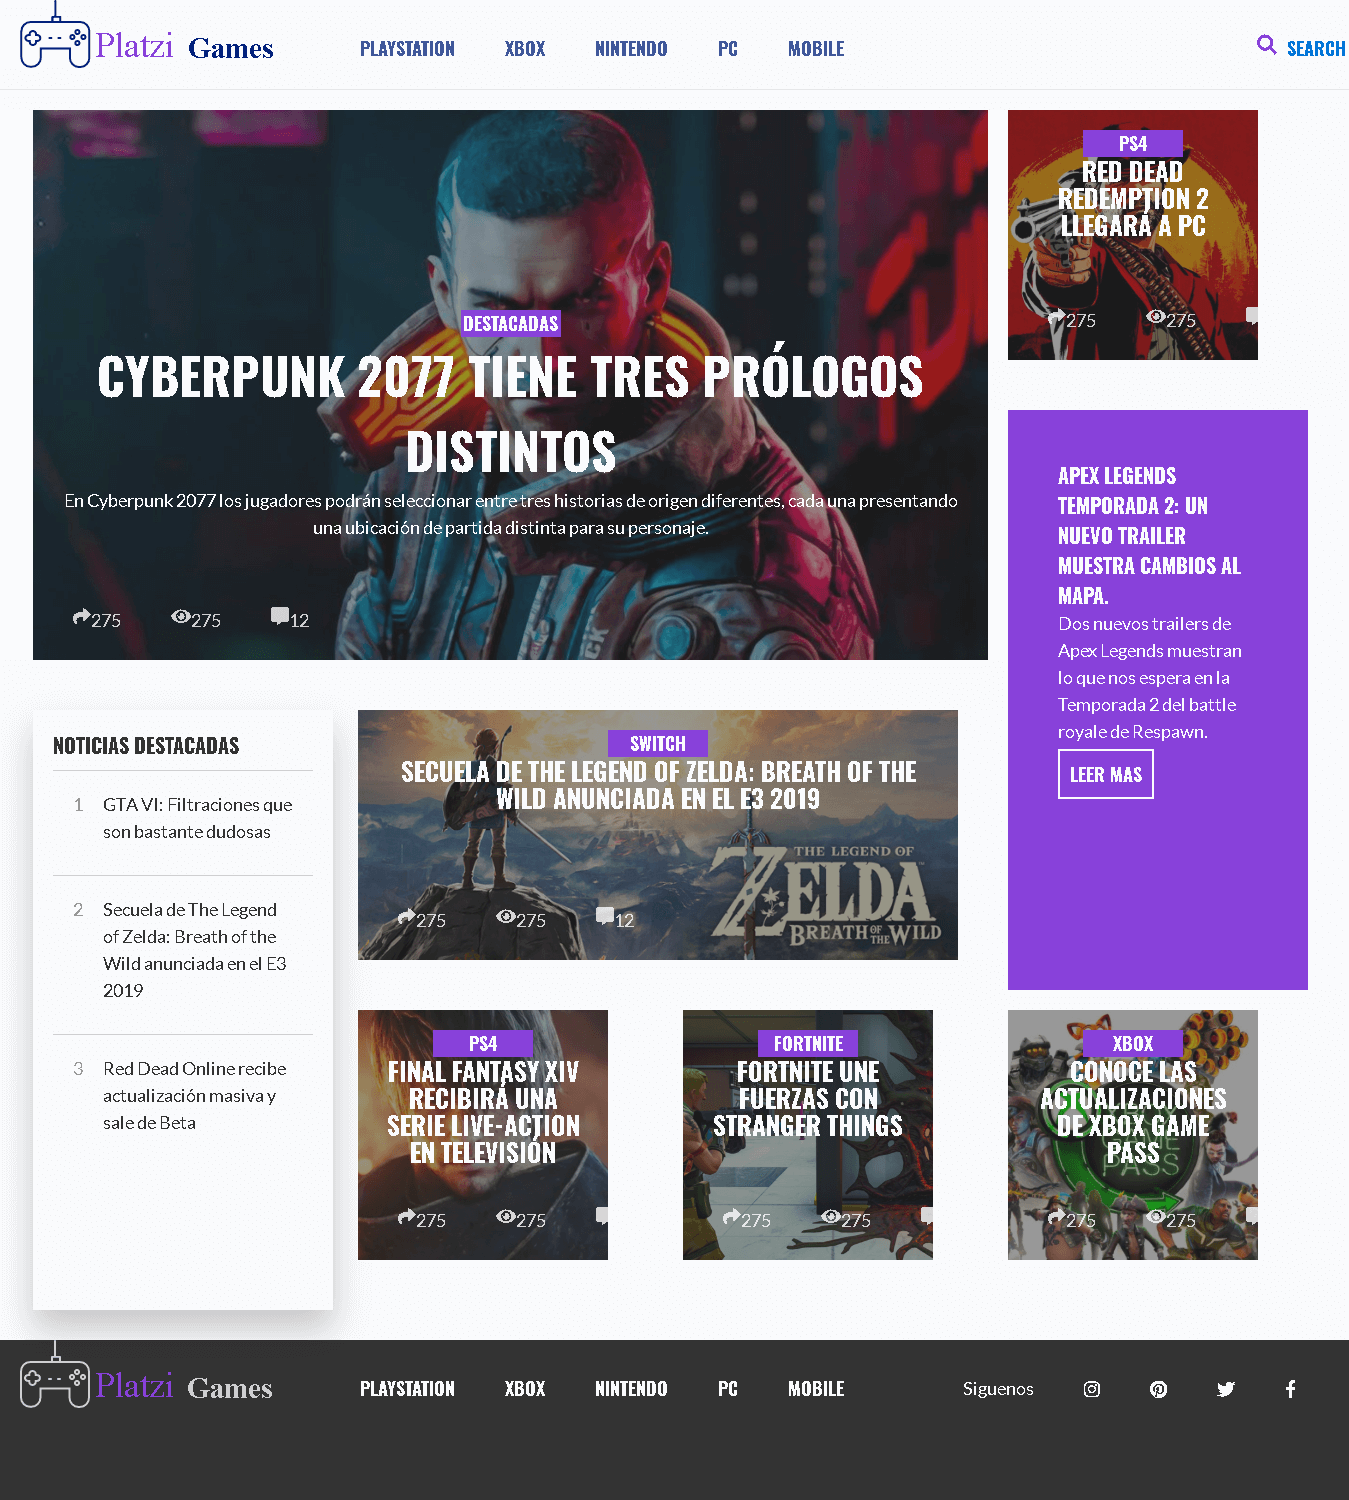 Platzi Games
PLAYSTATION
XBOX
NINTENDO
PC
MOBILE
SEARCH
DESTACADAS
CYBERPUNK 2077 TIENE TRES PRÓLOGOS
DISTINTOS
En Cyberpunk 2077 los jugadores podrán seleccionar entre tres historias de origen diferentes, cada una presentando
una ubicación de partida distinta para su personaje.
275
275
12
PS4
RED DEAD
REDEMPTION 2
LLEGARÁ A PC
275
275
APEX LEGENDS
TEMPORADA 2: UN
NUEVO TRAILER
MUESTRA CAMBIOS AL
MAPA.
Dos nuevos trailers de
Apex Legends muestran
lo que nos espera en la
Temporada 2 del battle
royale de Respawn.
LEER MAS
NOTICIAS DESTACADAS
1 GTA VI: Filtraciones que
son bastante dudosas
2 Secuela de The Legend
of Zelda: Breath of the
Wild anunciada en el E3
2019
3 Red Dead Online recibe
actualización masiva y
sale de Beta
SWITCH
SECUELA DE THE LEGEND OF ZELDA: BREATH OF THE
WILD ANUNCIADA EN EL E3 2019
THE LEGEND OF
ZELDA
BREATH OF THE WILD
275
275
12
PS4
FINAL FANTASY XIV
RECIBIRÁ UNA
SERIE LIVE-ACTION
EN TELEVISIÓN
275
275
FORTNITE
FORTNITE UNE
FUERZAS CON
STRANGER THINGS
275
275
XBOX
CONOCE LAS
ACTUALIZACIONES
DE XBOX GAME
PASS
PASS
275
275
Platzi Games
PLAYSTATION
XBOX
NINTENDO
PC
MOBILE
Siguenos